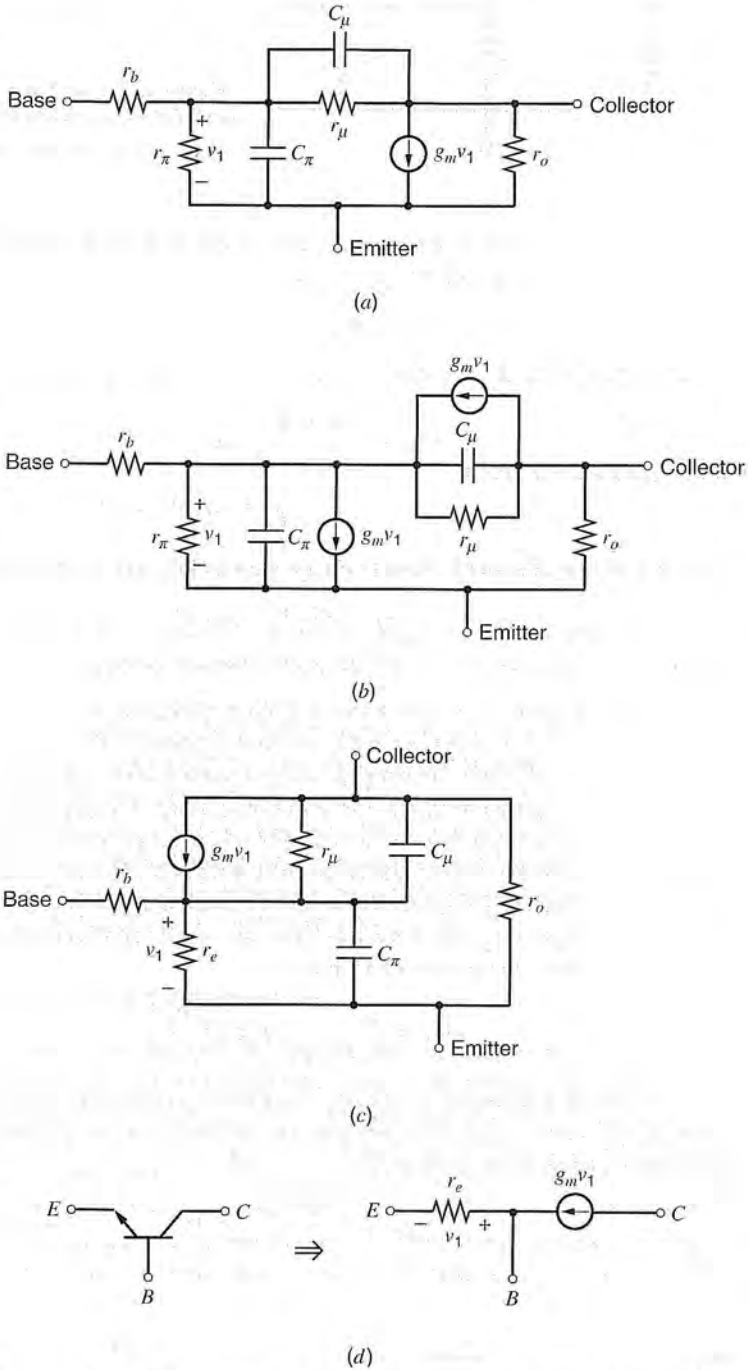 C_μ
r_b
Base
Collector
+
r_μ
r_π
v_1
C_π
g_m v_1
r_o
−
Emitter
(a)
g_m v_1
C_μ
r_b
Base
Collector
+
r_π
v_1
C_π
g_m v_1
r_μ
r_o
−
Emitter
(b)
Collector
g_m v_1
r_μ
C_μ
r_b
Base
r_o
+
v_1
r_e
C_π
−
Emitter
(c)
E
C
B
⇒
r_e
g_m v_1
E
−
+
C
v_1
B
(d)